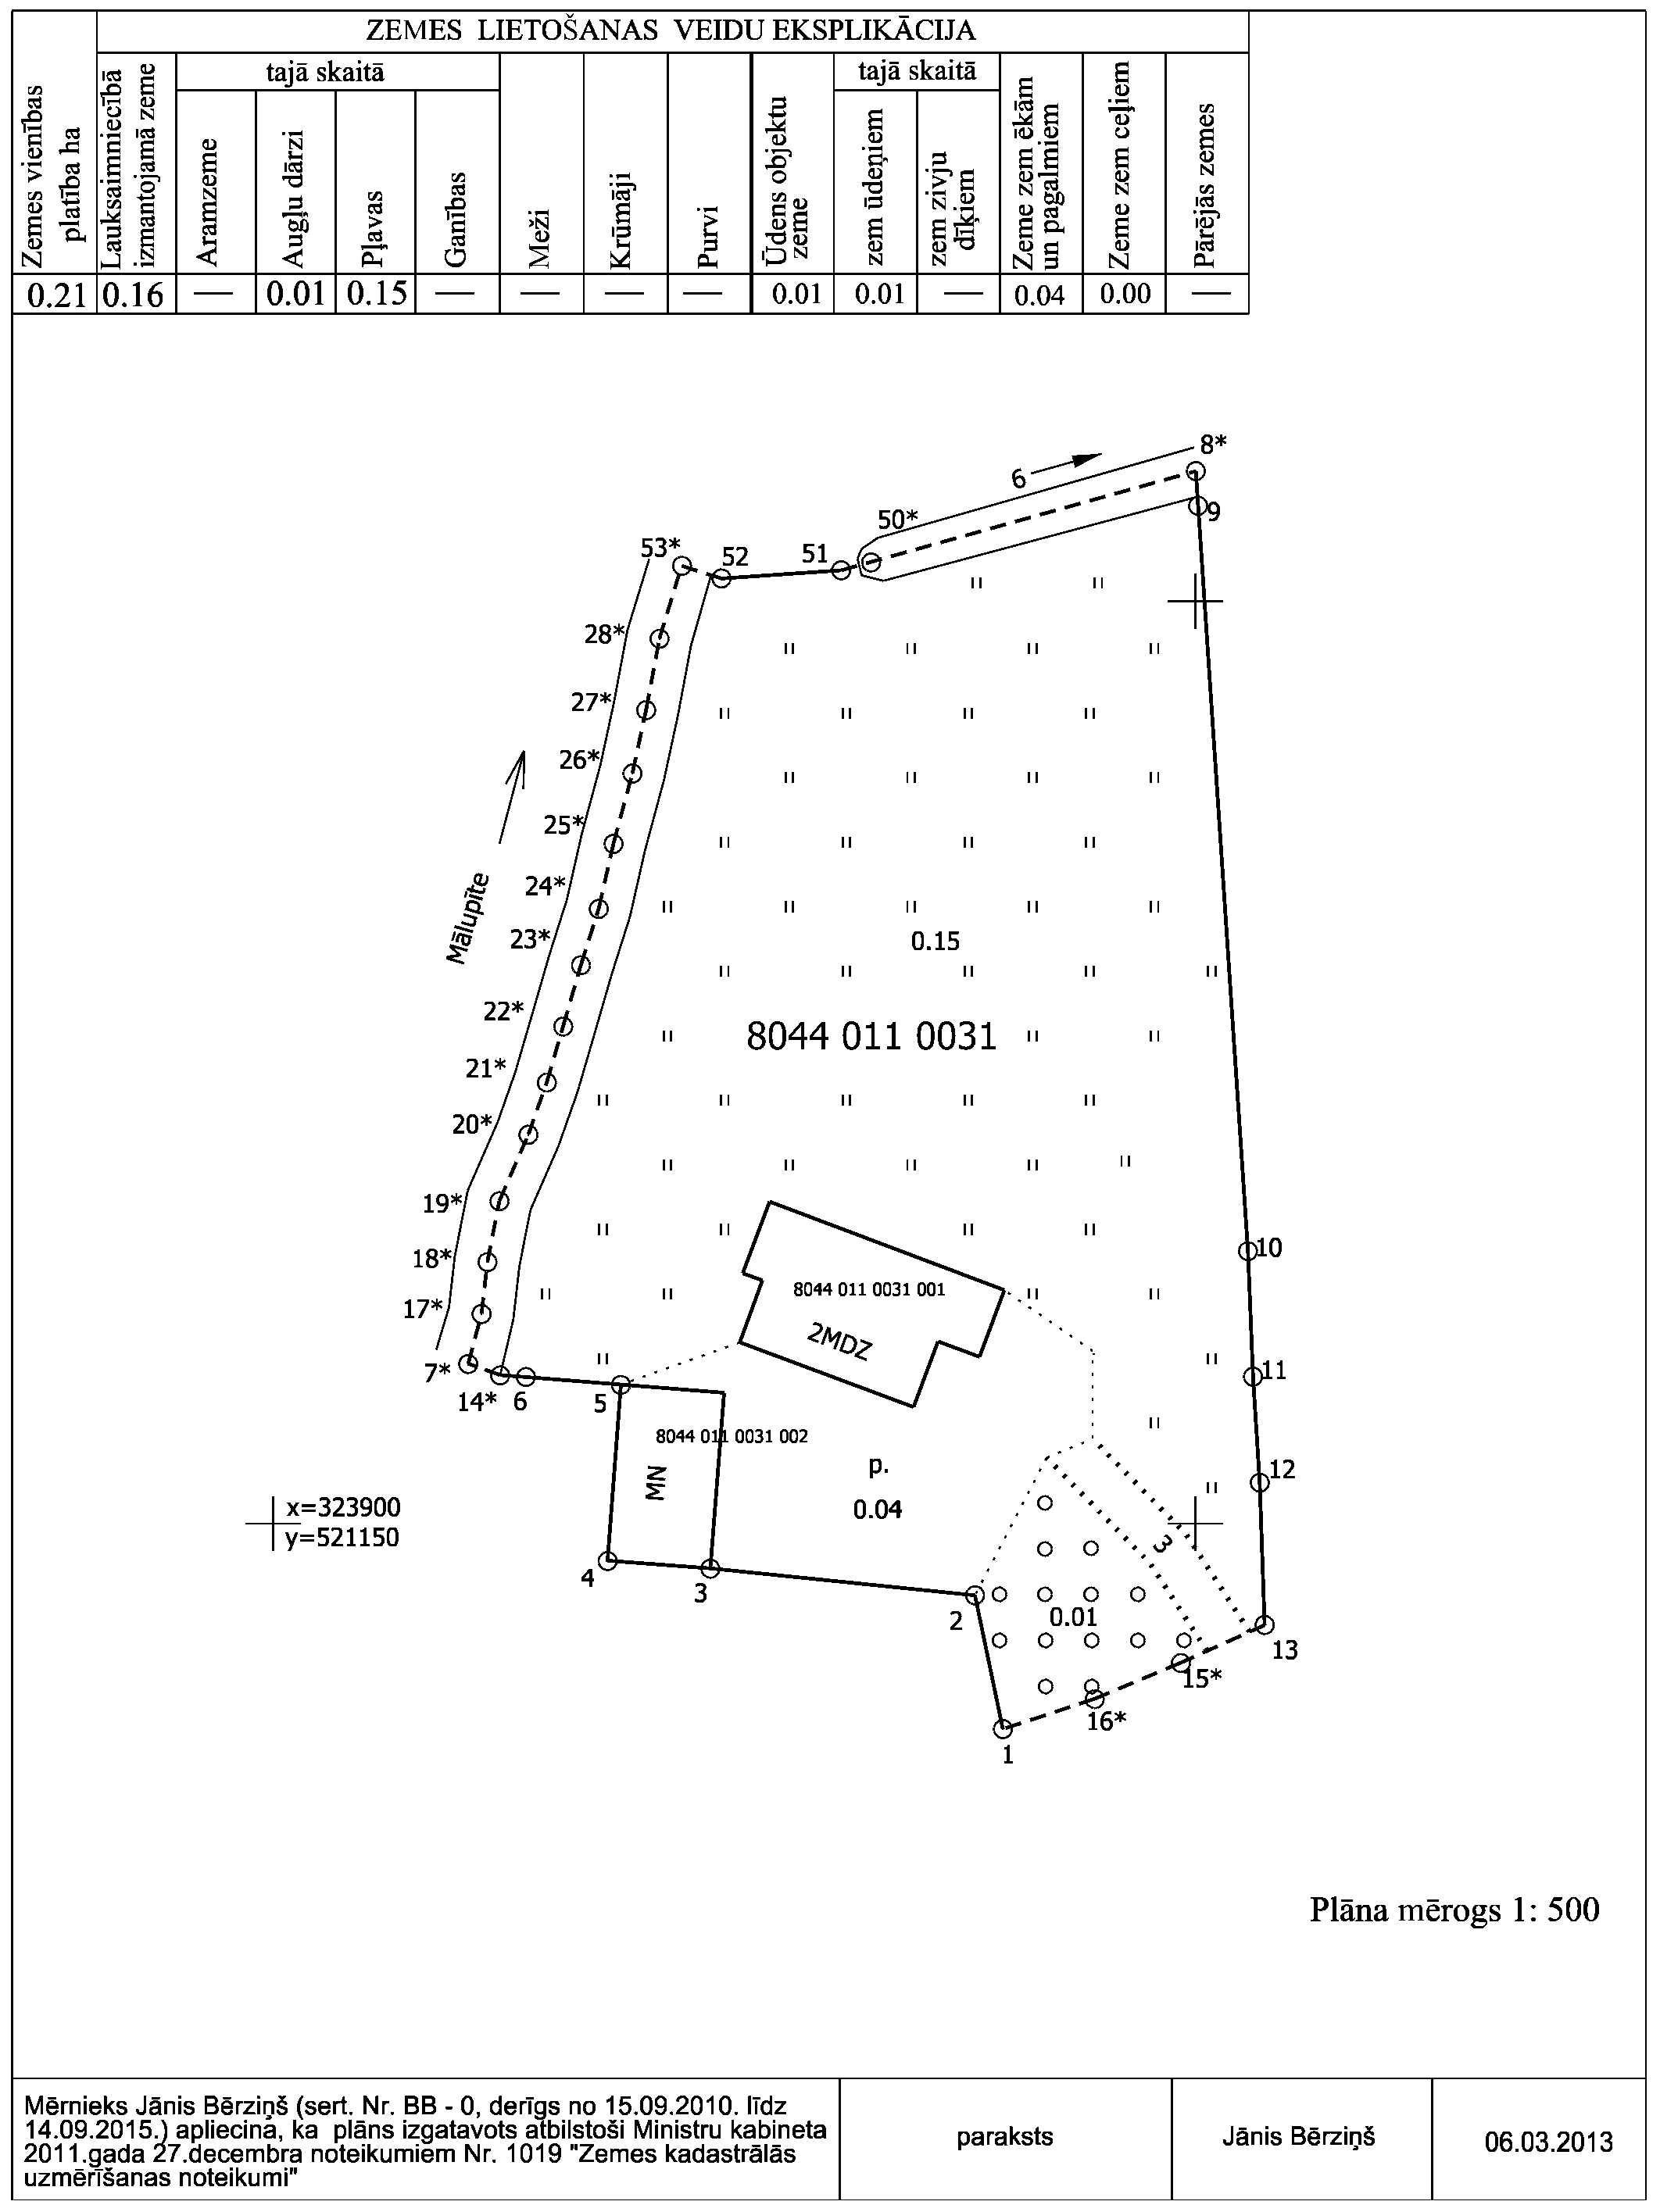 ZEMES LIETOŠANAS VEIDU EKSPLIKĀCIJA
Zemes vienības
platība ha
Lauksaimniecībā
izmantojamā zeme
tajā skaitā
Aramzeme
Augļu dārzi
Pļavas
Ganības
Meži
Krūmāji
Purvi
Ūdens objektu
zeme
tajā skaitā
zem ūdeņiem
zem zivju
dīķiem
Zeme zem ēkām
un pagalmiem
Zeme zem ceļiem
Pārējās zemes
0.21 0.16 — 0.01 0.15 — — — — 0.01 0.01 — 0.04 0.00 —
8*
6
9
50*
53*
52
51
28*
27*
26*
25*
24*
Mālupīte
23*
0.15
22*
8044 011 0031
21*
20*
19*
18*
10
8044 011 0031 001
17*
2MDZ
7*
14*
6
5
11
8044 011 0031 002
MN
p.
12
0.04
x=323900
y=521150
3
4
3
2
0.01
13
15*
16*
1
Plāna mērogs 1: 500
Mērnieks Jānis Bērziņš (sert. Nr. BB - 0, derīgs no 15.09.2010. līdz
14.09.2015.) apliecina, ka plāns izgatavots atbilstoši Ministru kabineta
2011.gada 27.decembra noteikumiem Nr. 1019 "Zemes kadastrālās
uzmērīšanas noteikumi"
paraksts
Jānis Bērziņš
06.03.2013